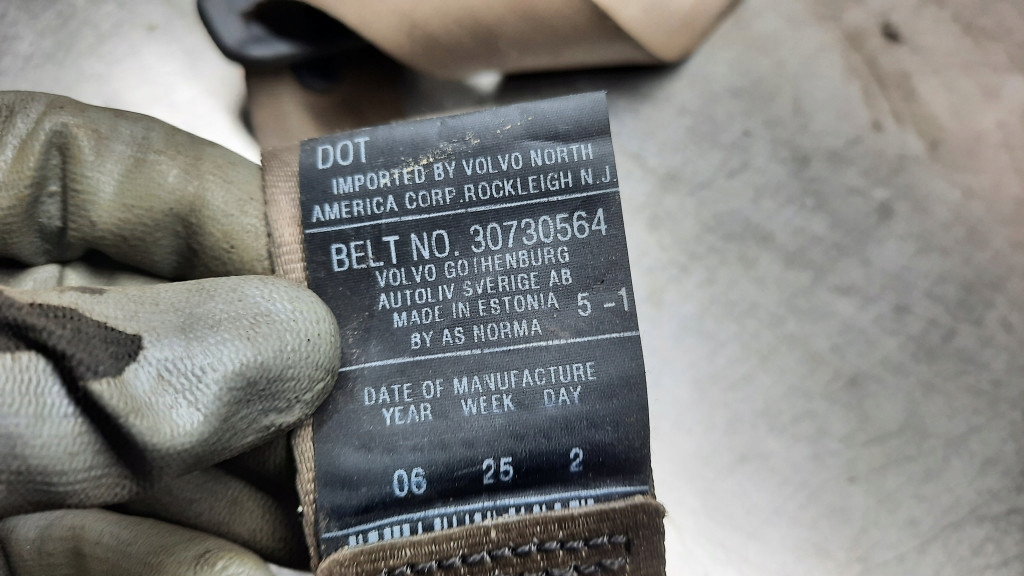 DOT
IMPORTED BY VOLVO NORTH
AMERICA CORP.ROCKLEIGH N.J.
BELT NO. 30730564
VOLVO GOTHENBURG
AUTOLIV SVERIGE AB
MADE IN ESTONIA 5 -1
BY AS NORMA
DATE OF MANUFACTURE
YEAR WEEK DAY
06 25 2